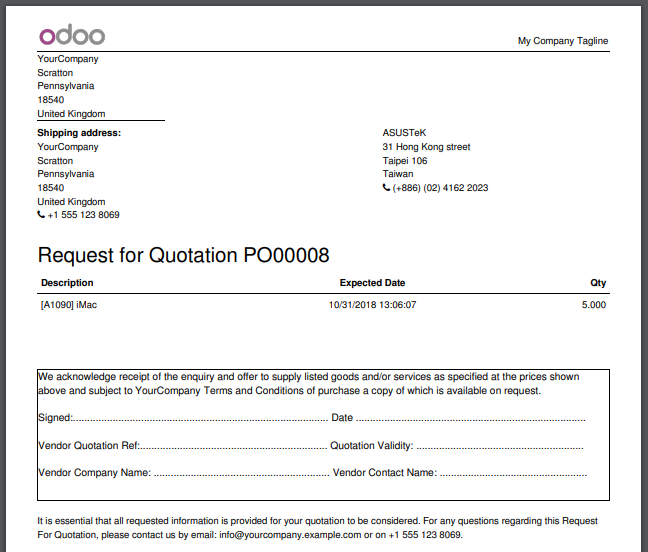 odoo
My Company Tagline
YourCompany
Scratton
Pennsylvania
18540
United Kingdom
Shipping address:
YourCompany
Scratton
Pennsylvania
18540
United Kingdom
+1 555 123 8069
ASUSTeK
31 Hong Kong street
Taipei 106
Taiwan
(+886) (02) 4162 2023
Request for Quotation PO00008
Description Expected Date Qty
[A1090] iMac 10/31/2018 13:06:07 5.000
We acknowledge receipt of the enquiry and offer to supply listed goods and/or services as specified at the prices shown
above and subject to YourCompany Terms and Conditions of purchase a copy of which is available on request.
Signed:.......................................................................................... Date .................................................................................
Vendor Quotation Ref:.................................................................. Quotation Validity: ...........................................................
Vendor Company Name: .............................................................. Vendor Contact Name: ....................................................
It is essential that all requested information is provided for your quotation to be considered. For any questions regarding this Request
For Quotation, please contact us by email: info@yourcompany.example.com or on +1 555 123 8069.